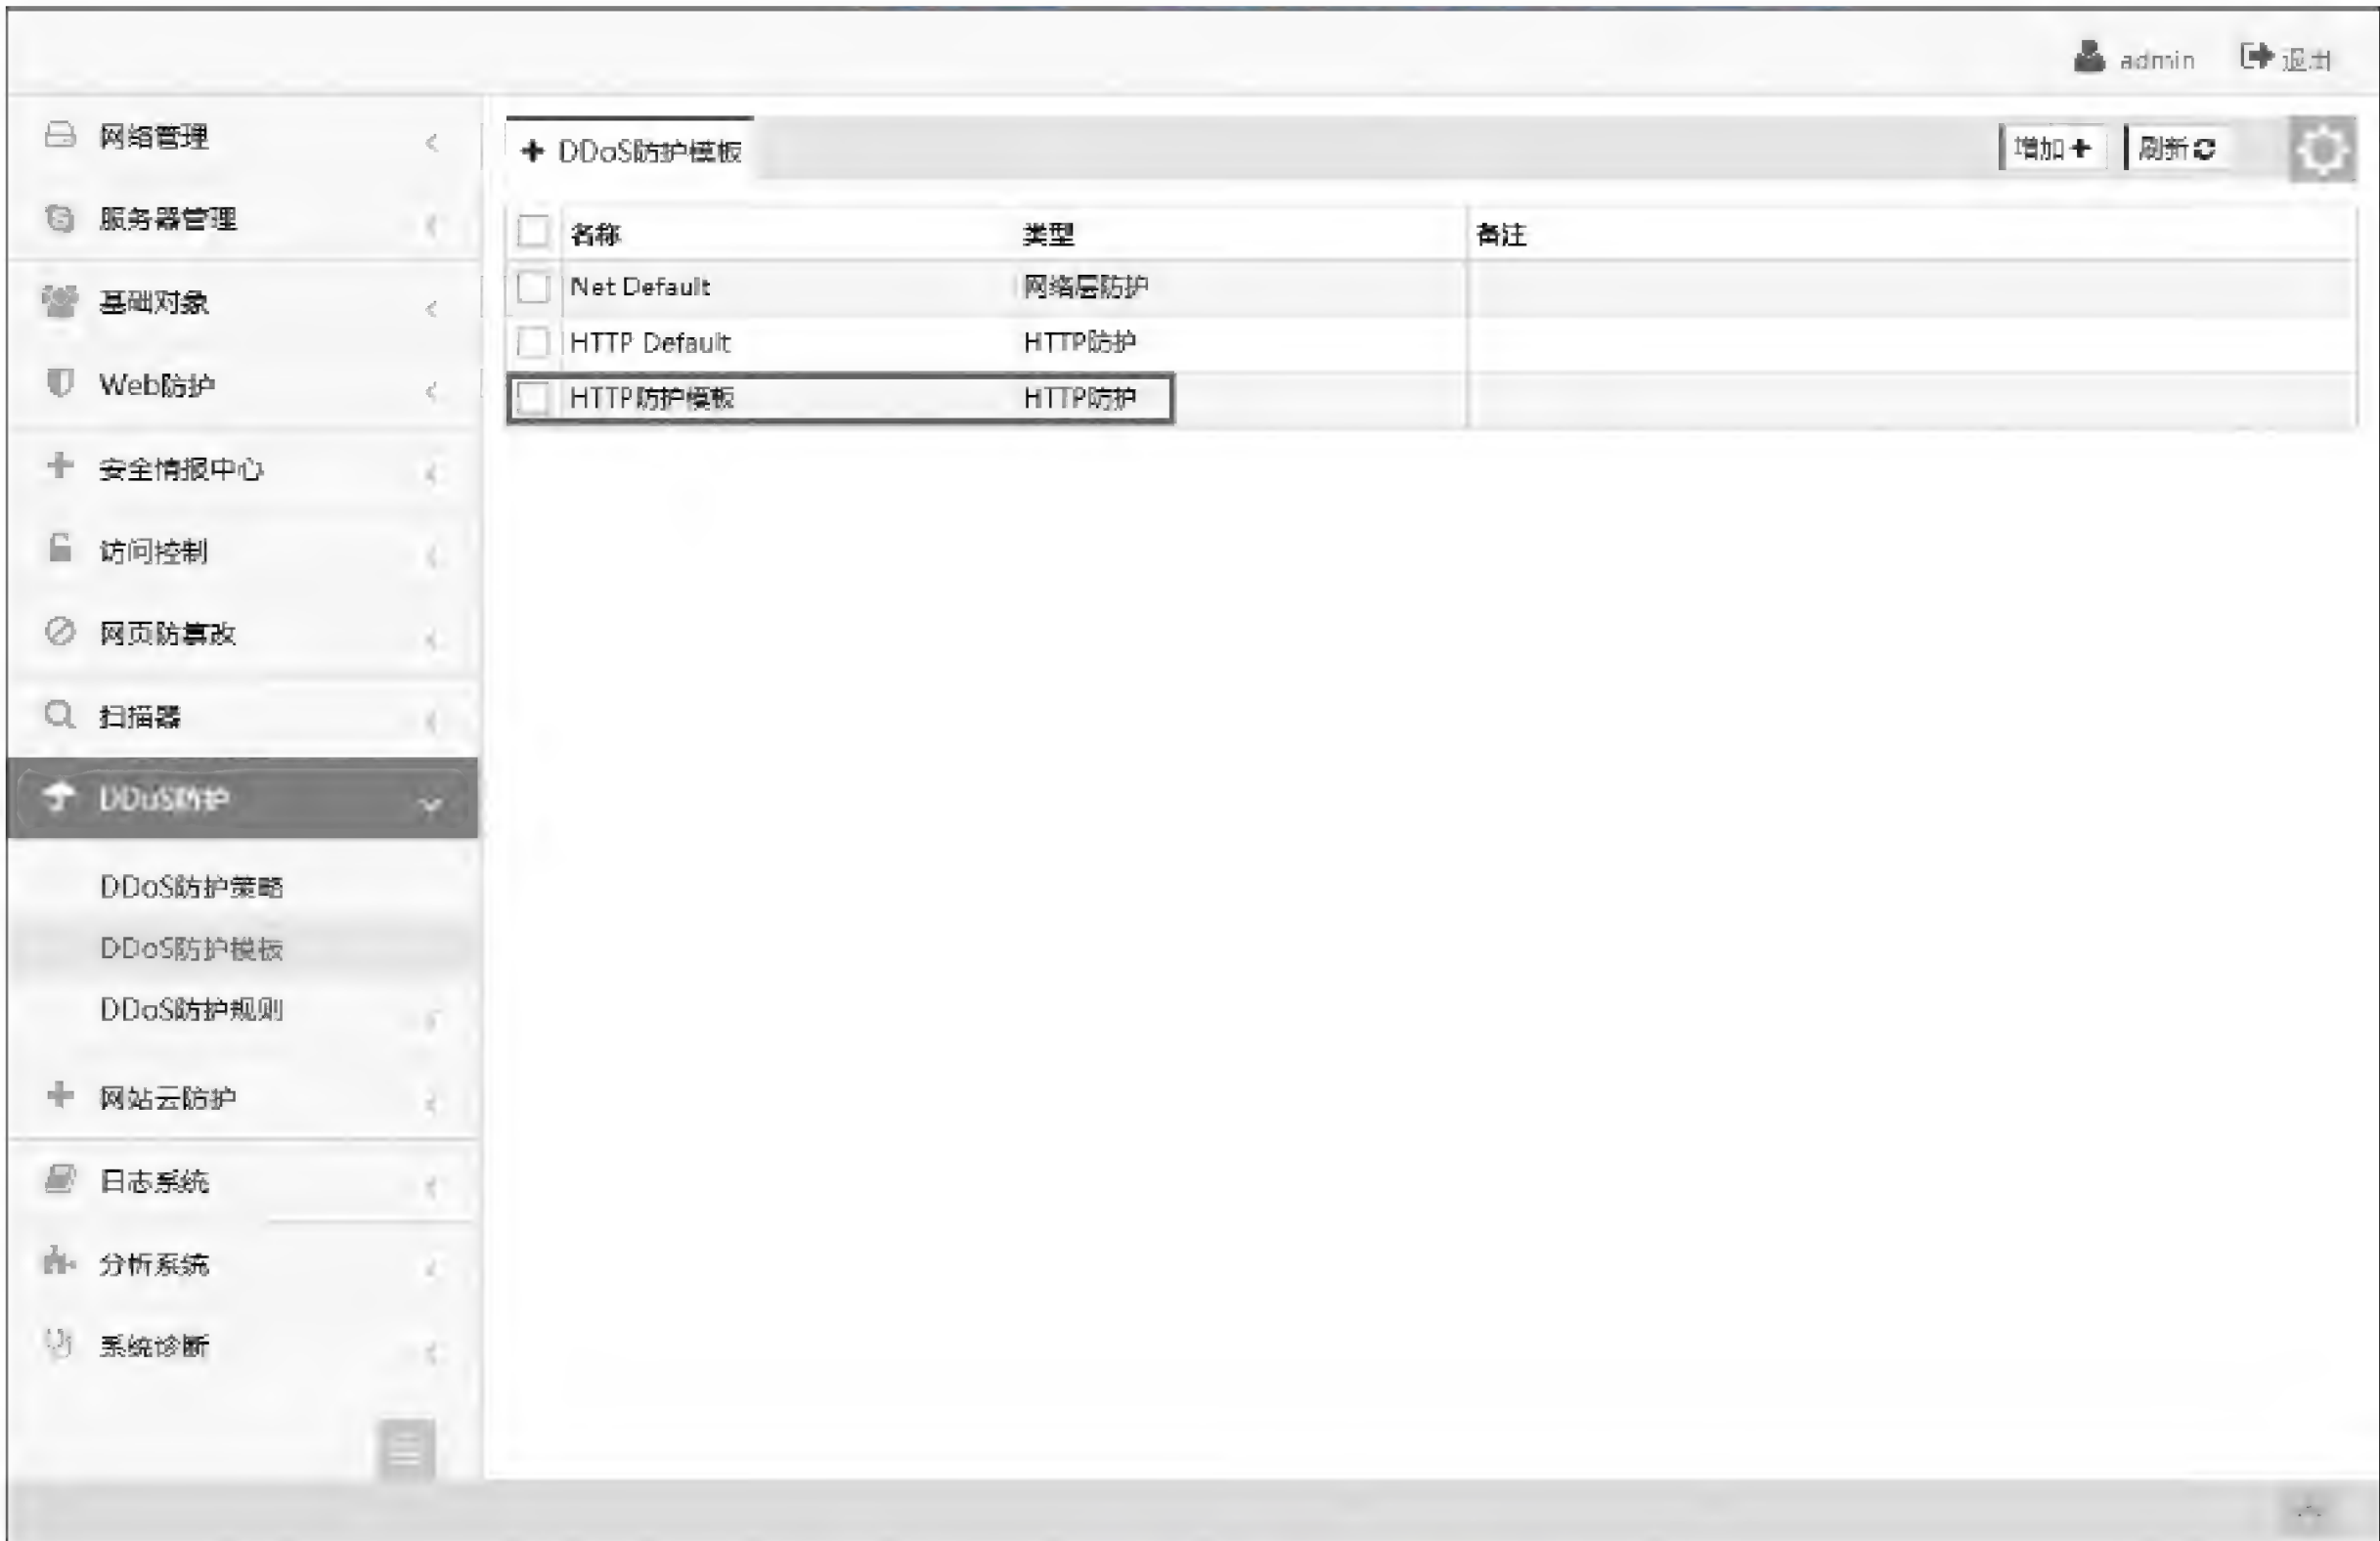 admin 退出
网络管理
服务器管理
基础对象
Web防护
安全情报中心
访问控制
网页防篡改
扫描器
DDoS防护
DDoS防护策略
DDoS防护模板
DDoS防护规则
网站云防护
日志系统
分析系统
系统诊断
DDoS防护模板 增加 刷新
名称 类型 备注
Net Default 网络层防护
HTTP Default HTTP防护
HTTP防护模板 HTTP防护